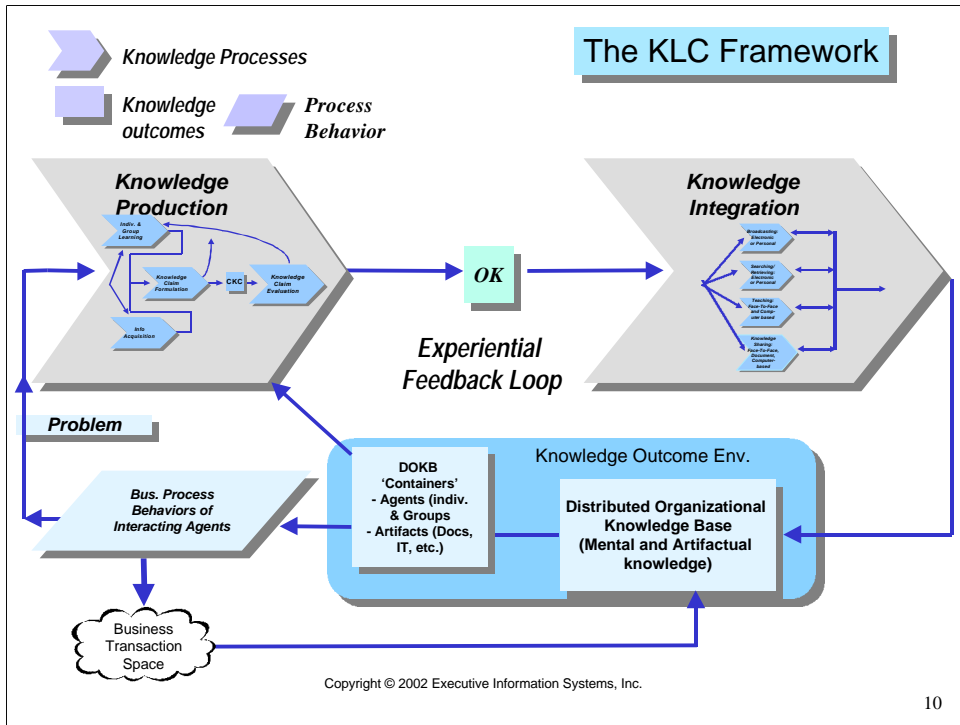 The KLC Framework
Knowledge Processes
Knowledge
outcomes
Process
Behavior
Knowledge
Production
Indiv. &
Group
Learning
Knowledge
Claim
Formulation
CKC
Knowledge
Claim
Evaluation
Info
Acquisition
OK
Experiential
Feedback Loop
Knowledge
Integration
Broadcasting:
Electronic
or Personal
Searching/
Retrieving:
Electronic
or Personal
Teaching:
Face-To-Face
and Comp-
uter based
Knowledge
Sharing:
Face-To-Face,
Document,
Computer-
based
Problem
Bus. Process
Behaviors of
Interacting Agents
DOKB
‘Containers’
- Agents (indiv.
& Groups
- Artifacts (Docs,
IT, etc.)
Knowledge Outcome Env.
Distributed Organizational
Knowledge Base
(Mental and Artifactual
knowledge)
Business
Transaction
Space
Copyright © 2002 Executive Information Systems, Inc.
10